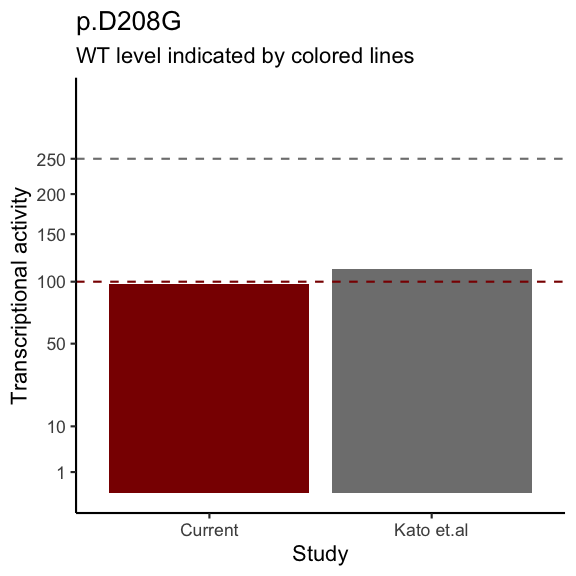 p.D208G
WT level indicated by colored lines
Transcriptional activity
250
200
150
100
50
10
1
Current
Kato et.al
Study